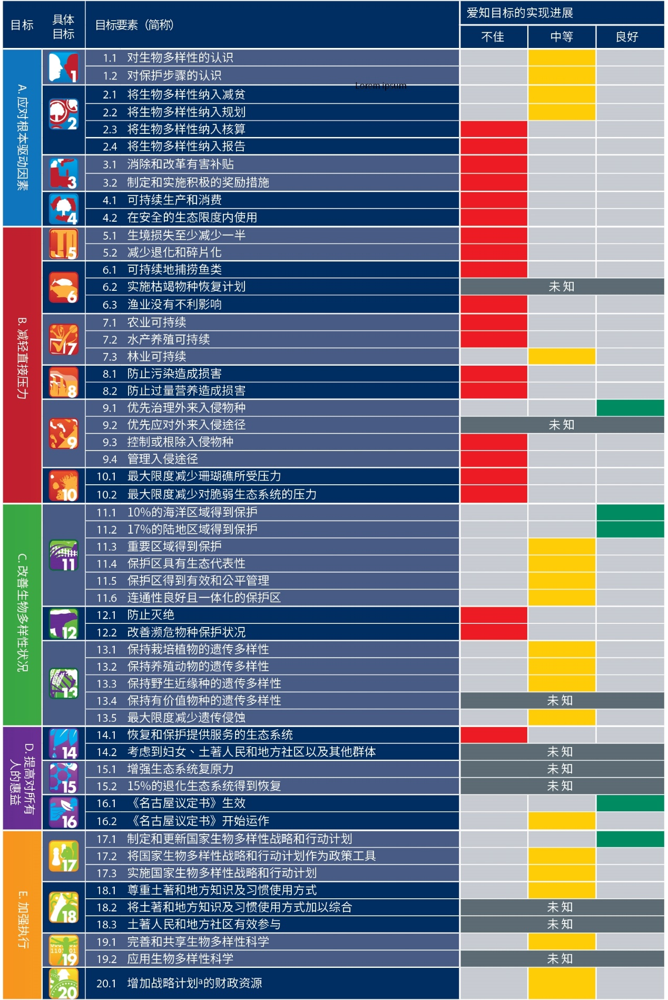 目标
具体
目标
目标要素（简称）
爱知目标的实现进展
不佳
中等
良好
A. 应对根本驱动因素
1
1.1 对生物多样性的认识
1.2 对保护步骤的认识
Lorem ipsum
2
2.1 将生物多样性纳入减贫
2.2 将生物多样性纳入规划
2.3 将生物多样性纳入核算
2.4 将生物多样性纳入报告
3
3.1 消除和改革有害补贴
3.2 制定和实施积极的奖励措施
4
4.1 可持续生产和消费
4.2 在安全的生态限度内使用
B. 减轻直接压力
5
5.1 生境损失至少减少一半
5.2 减少退化和碎片化
6
6.1 可持续地捕捞鱼类
6.2 实施枯竭物种恢复计划 未知
6.3 渔业没有不利影响
7
7.1 农业可持续
7.2 水产养殖可持续
7.3 林业可持续
8
8.1 防止污染造成损害
8.2 防止过量营养造成损害
9
9.1 优先治理外来入侵物种
9.2 优先应对外来入侵途径 未知
9.3 控制或根除入侵物种
9.4 管理入侵途径
10
10.1 最大限度减少珊瑚礁所受压力
10.2 最大限度减少对脆弱生态系统的压力
C. 改善生物多样性状况
11
11.1 10%的海洋区域得到保护
11.2 17%的陆地区域得到保护
11.3 重要区域得到保护
11.4 保护区具有生态代表性
11.5 保护区得到有效和公平管理
11.6 连通性良好且一体化的保护区
12
12.1 防止灭绝
12.2 改善濒危物种保护状况
13
13.1 保持栽培植物的遗传多样性
13.2 保持养殖动物的遗传多样性
13.3 保持野生近缘种的遗传多样性
13.4 保持有价值物种的遗传多样性 未知
13.5 最大限度减少遗传侵蚀
D. 提高对所有
人的惠益
14
14.1 恢复和保护提供服务的生态系统
14.2 考虑到妇女、土著人民和地方社区以及其他群体 未知
15
15.1 增强生态系统复原力 未知
15.2 15%的退化生态系统得到恢复 未知
16
16.1 《名古屋议定书》生效
16.2 《名古屋议定书》开始运作
E. 加强执行
17
17.1 制定和更新国家生物多样性战略和行动计划
17.2 将国家生物多样性战略和行动计划作为政策工具
17.3 实施国家生物多样性战略和行动计划
18
18.1 尊重土著和地方知识及习惯使用方式
18.2 将土著和地方知识及习惯使用方式加以综合 未知
18.3 土著人民和地方社区有效参与 未知
19
19.1 完善和共享生物多样性科学
19.2 应用生物多样性科学 未知
20
20.1 增加战略计划ᵃ的财政资源